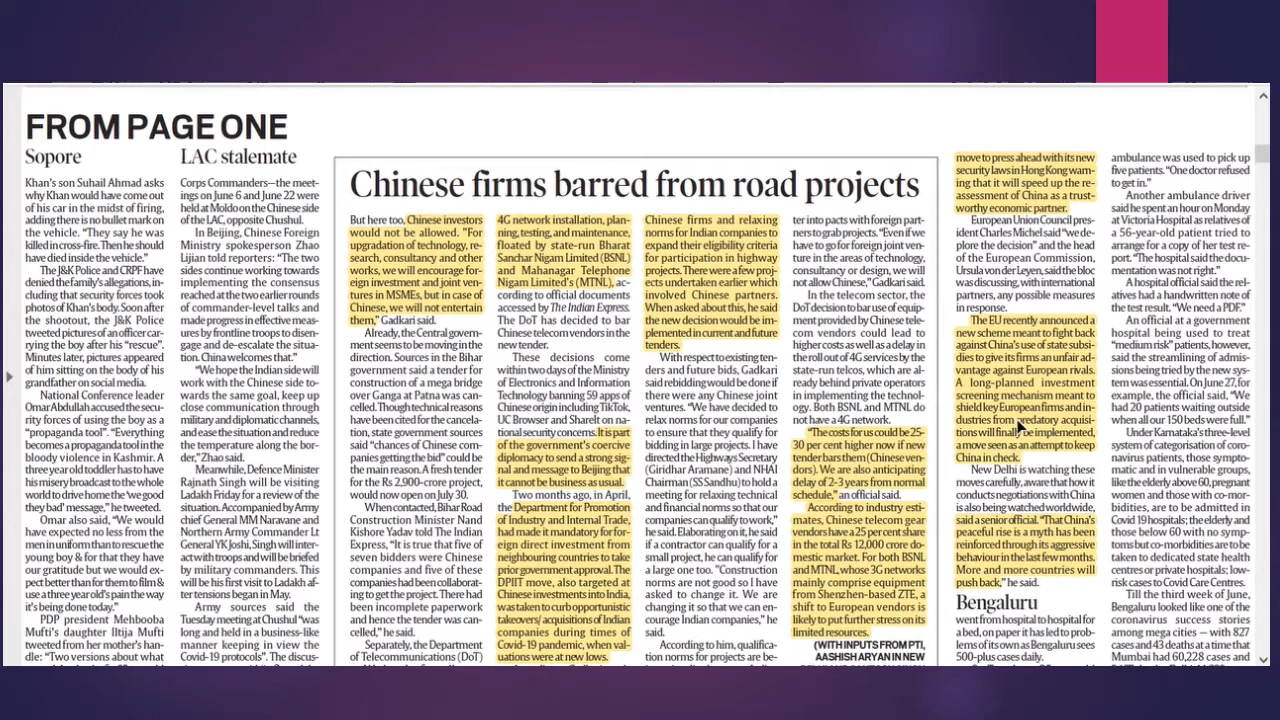 FROM PAGE ONE
Sopore
Khan's son Suhail Ahmad asks
why Khan would have come out
of his car in the midst of firing,
adding there is no bullet mark on
the vehicle. “They say he was
killed in cross-fire. Then he should
have died inside the vehicle.”
The J&K Police and CRPF have
denied the family's allegations, in-
cluding that security forces took
photos of Khan's body. Soon after
the shootout, the J&K Police
tweeted pictures of an officer car-
rying the boy after his “rescue”.
Minutes later, pictures appeared
of him sitting on the body of his
grandfather on social media.
National Conference leader
Omar Abdullah accused the secu-
rity forces of using the boy as a
“propaganda tool”. “Everything
becomes a propaganda tool in the
bloody violence in Kashmir. A
three year old toddler has to have
his misery broadcast to the whole
world to drive home the ‘we good
they bad’ message,” he tweeted.
Omar also said, “We would
have expected no less from the
men in uniform than to rescue the
young boy & for that they have
our gratitude but we would ex-
pect better than for them to film &
use a three year old's pain the way
it's being done today.”
PDP president Mehbooba
Mufti's daughter Iltija Mufti
tweeted from her mother's han-
dle: “Two versions about what
LAC stalemate
Corps Commanders—the meet-
ings on June 6 and June 22 were
held at Moldo on the Chinese side
of the LAC, opposite Chushul.
In Beijing, Chinese Foreign
Ministry spokesperson Zhao
Lijian told reporters: “The two
sides continue working towards
implementing the consensus
reached at the two earlier rounds
of commander-level talks and
made progress in effective meas-
ures by frontline troops to disen-
gage and de-escalate the situa-
tion. China welcomes that.”
“We hope the Indian side will
work with the Chinese side to-
wards the same goal, keep up
close communication through
military and diplomatic channels,
and ease the situation and reduce
the temperature along the bor-
der,” Zhao said.
Meanwhile, Defence Minister
Rajnath Singh will be visiting
Ladakh Friday for a review of the
situation. Accompanied by Army
chief General MM Naravane and
Northern Army Commander Lt
General YK Joshi, Singh will inter-
act with troops and will be briefed
by military commanders. This
will be his first visit to Ladakh af-
ter tensions began in May.
Army sources said the
Tuesday meeting at Chushul “was
long and held in a business-like
manner keeping in view the
Covid-19 protocols”. The discus-
Chinese firms barred from road projects
But here too, Chinese investors
would not be allowed. "For
upgradation of technology, re-
search, consultancy and other
works, we will encourage for-
eign investment and joint ven-
tures in MSMEs, but in case of
Chinese, we will not entertain
them,” Gadkari said.
Already, the Central govern-
ment seems to be moving in the
direction. Sources in the Bihar
government said a tender for
construction of a mega bridge
over Ganga at Patna was can-
celled. Though technical reasons
have been cited for the cancella-
tion, state government sources
said “chances of Chinese com-
panies getting the bid” could be
the main reason. A fresh tender
for the Rs 2,900-crore project,
would now open on July 30.
When contacted, Bihar Road
Construction Minister Nand
Kishore Yadav told The Indian
Express, “It is true that five of
seven bidders were Chinese
companies and five of these
companies had been collaborat-
ing to get the project. There had
been incomplete paperwork
and hence the tender was can-
celled,” he said.
Separately, the Department
of Telecommunications (DoT)
4G network installation, plan-
ning, testing, and maintenance,
floated by state-run Bharat
Sanchar Nigam Limited (BSNL)
and Mahanagar Telephone
Nigam Limited's (MTNL), ac-
cording to official documents
accessed by The Indian Express.
The DoT has decided to bar
Chinese telecom vendors in the
new tender.
These decisions come
within two days of the Ministry
of Electronics and Information
Technology banning 59 apps of
Chinese origin including TikTok,
UC Browser and ShareIt on na-
tional security concerns. It is part
of the government's coercive
diplomacy to send a strong sig-
nal and message to Beijing that
it cannot be business as usual.
Two months ago, in April,
the Department for Promotion
of Industry and Internal Trade,
had made it mandatory for for-
eign direct investment from
neighbouring countries to take
prior government approval. The
DPIIT move, also targeted at
Chinese investments into India,
was taken to curb opportunistic
takeovers/ acquisitions of Indian
companies during times of
Covid-19 pandemic, when val-
uations were at new lows.
Chinese firms and relaxing
norms for Indian companies to
expand their eligibility criteria
for participation in highway
projects. There were a few proj-
ects undertaken earlier which
involved Chinese partners.
When asked about this, he said
the new decision would be im-
plemented in current and future
tenders.
With respect to existing ten-
ders and future bids, Gadkari
said rebidding would be done if
there were any Chinese joint
ventures. “We have decided to
relax norms for our companies
to ensure that they qualify for
bidding in large projects. I have
directed the Highways Secretary
(Giridhar Aramane) and NHAI
Chairman (SS Sandhu) to hold a
meeting for relaxing technical
and financial norms so that our
companies can qualify to work,”
he said. Elaborating on it, he said
if a contractor can qualify for a
small project, he can qualify for
a large one too. “Construction
norms are not good so I have
asked to change it. We are
changing it so that we can en-
courage Indian companies,” he
said.
According to him, qualifica-
tion norms for projects are be-
ter into pacts with foreign part-
ners to grab projects. “Even if we
have to go for foreign joint ven-
ture in the areas of technology,
consultancy or design, we will
not allow Chinese,” Gadkari said.
In the telecom sector, the
DoT decision to bar use of equip-
ment provided by Chinese tele-
com vendors could lead to
higher costs as well as a delay in
the roll out of 4G services by the
state-run telcos, which are al-
ready behind private operators
in implementing the technol-
ogy. Both BSNL and MTNL do
not have a 4G network.
“The costs for us could be 25-
30 per cent higher now if new
tender bars them (Chinese ven-
dors). We are also anticipating
delay of 2-3 years from normal
schedule,” an official said.
According to industry esti-
mates, Chinese telecom gear
vendors have a 25 per cent share
in the total Rs 12,000 crore do-
mestic market. For both BSNL
and MTNL, whose 3G networks
mainly comprise equipment
from Shenzhen-based ZTE, a
shift to European vendors is
likely to put further stress on its
limited resources.
(WITH INPUTS FROM PTI,
AASHISH ARYAN IN NEW
move to press ahead with its new
security laws in Hong Kong warn-
ing that it will speed up the re-
assessment of China as a trust-
worthy economic partner.
European Union Council pres-
ident Charles Michel said “we de-
plore the decision” and the head
of the European Commission,
Ursula von der Leyen, said the bloc
was discussing, with international
partners, any possible measures
in response.
The EU recently announced a
new scheme meant to fight back
against China's use of state subsi-
dies to give its firms an unfair ad-
vantage against European rivals.
A long-planned investment
screening mechanism meant to
shield key European firms and in-
dustries from predatory acquisi-
tions will finally be implemented,
a move seen as an attempt to keep
China in check.
New Delhi is watching these
moves carefully, aware that how it
conducts negotiations with China
is also being watched worldwide,
said a senior official. “That China's
peaceful rise is a myth has been
reinforced through its aggressive
behaviour in the last few months.
More and more countries will
push back,” he said.
Bengaluru
went from hospital to hospital for
a bed, on paper it has led to prob-
lems of its own as Bengaluru sees
500-plus cases daily.
ambulance was used to pick up
five patients. “One doctor refused
to get in.”
Another ambulance driver
said he spent an hour on Monday
at Victoria Hospital as relatives of
a 56-year-old patient tried to
arrange for a copy of her test re-
port. “The hospital said the docu-
mentation was not right.”
A hospital official said the rel-
atives had a handwritten note of
the test result. “We need a PDF.”
An official at a government
hospital being used to treat
“medium risk” patients, however,
said the streamlining of admis-
sions being tried by the new sys-
tem was essential. On June 27, for
example, the official said, “We
had 20 patients waiting outside
when all our 150 beds were full.”
Under Karnataka's three-level
system of categorisation of coro-
navirus patients, those sympto-
matic and in vulnerable groups,
like the elderly above 60, pregnant
women and those with co-mor-
bidities, are to be admitted in
Covid 19 hospitals; the elderly and
those below 60 with no symp-
toms but co-morbidities are to be
taken to dedicated state health
centres or private hospitals; low-
risk cases to Covid Care Centres.
Till the third week of June,
Bengaluru looked like one of the
coronavirus success stories
among mega cities — with 827
cases and 43 deaths at a time that
Mumbai had 60,228 cases and